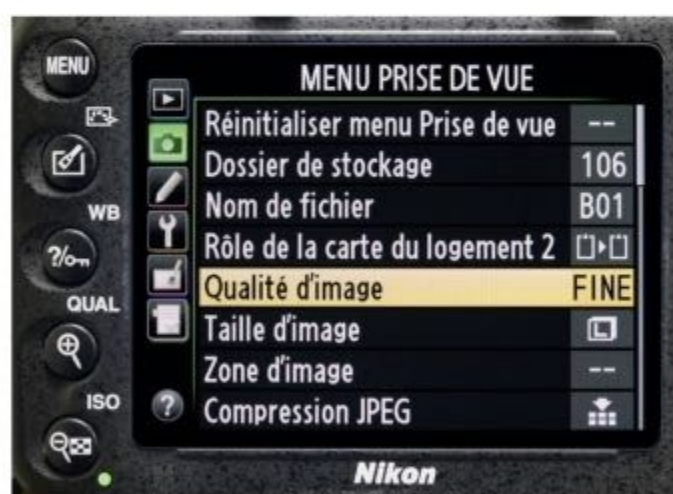 MENU
MENU PRISE DE VUE
Réinitialiser menu Prise de vue --
Dossier de stockage 106
Nom de fichier B01
WB
Rôle de la carte du logement 2
?/
Qualité d'image FINE
QUAL
Taille d'image L
Zone d'image --
ISO
? Compression JPEG
Nikon